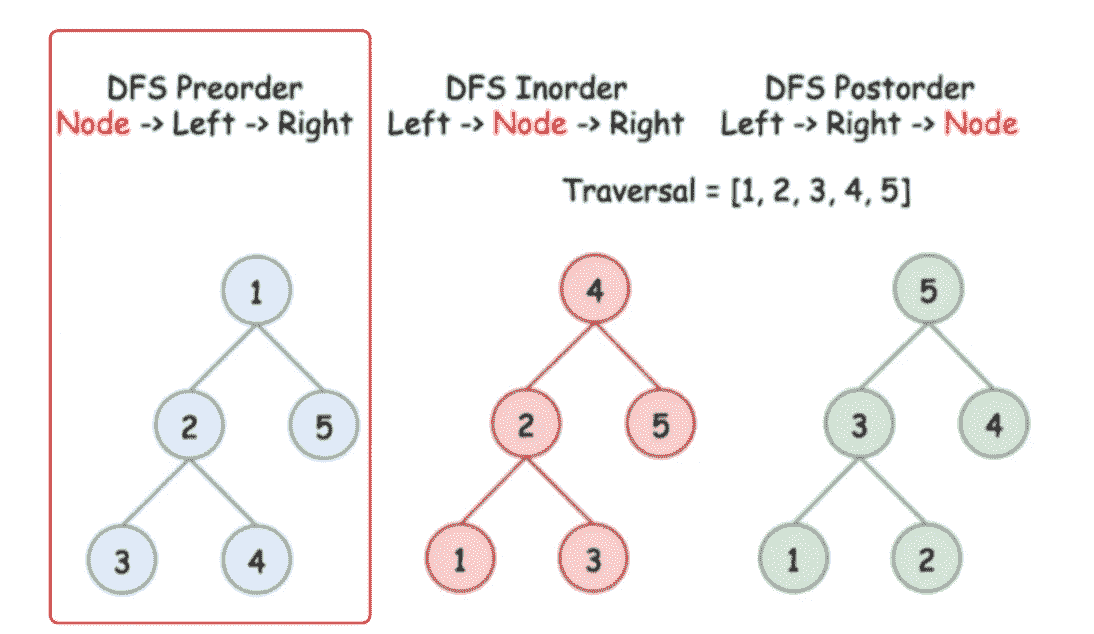 DFS Preorder
Node -> Left -> Right
DFS Inorder
Left -> Node -> Right
DFS Postorder
Left -> Right -> Node
Traversal = [1, 2, 3, 4, 5]
1
2
5
3
4
4
2
5
1
3
5
3
4
1
2